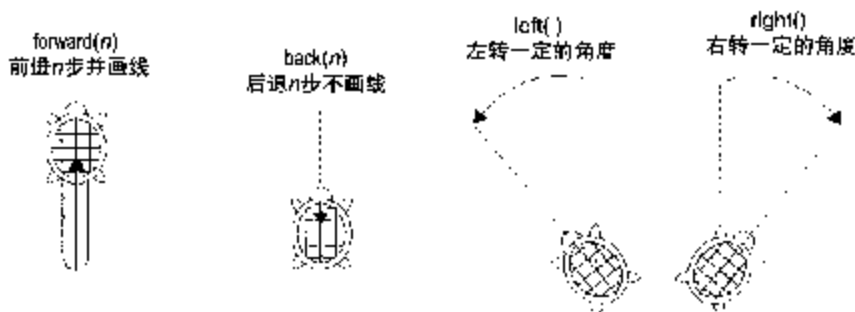 forward(n)
前进n步并画线
back(n)
后退n步不画线
left( )
左转一定的角度
right()
右转一定的角度